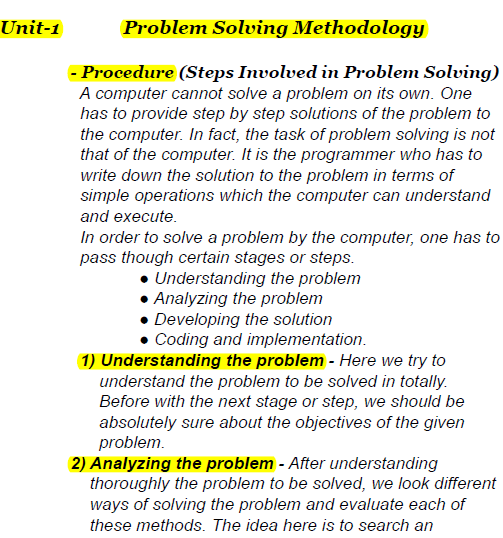 Unit-1 Problem Solving Methodology
- Procedure (Steps Involved in Problem Solving)
A computer cannot solve a problem on its own. One
has to provide step by step solutions of the problem to
the computer. In fact, the task of problem solving is not
that of the computer. It is the programmer who has to
write down the solution to the problem in terms of
simple operations which the computer can understand
and execute.
In order to solve a problem by the computer, one has to
pass though certain stages or steps.
● Understanding the problem
● Analyzing the problem
● Developing the solution
● Coding and implementation.
1) Understanding the problem - Here we try to
understand the problem to be solved in totally.
Before with the next stage or step, we should be
absolutely sure about the objectives of the given
problem.
2) Analyzing the problem - After understanding
thoroughly the problem to be solved, we look different
ways of solving the problem and evaluate each of
these methods. The idea here is to search an